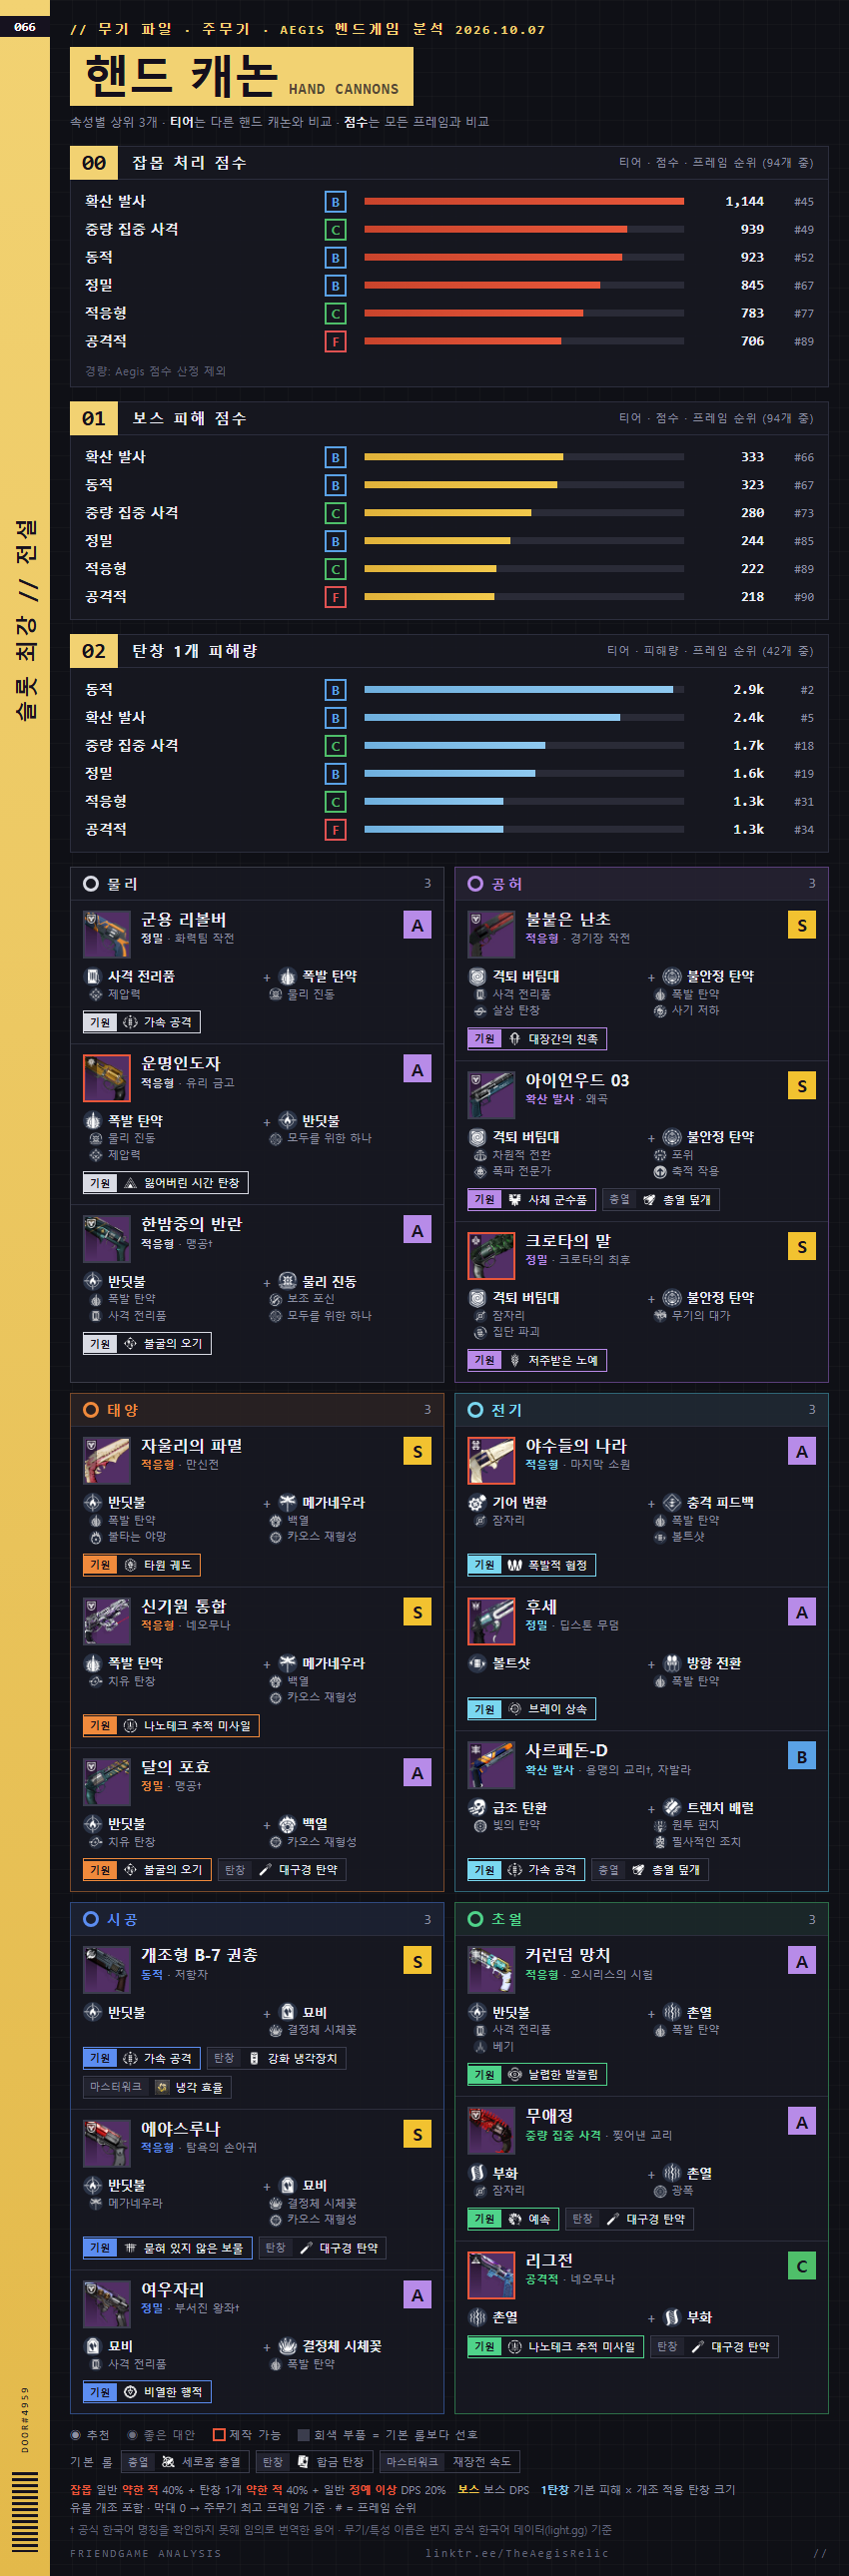 066
// 무기 파일 · 주무기 · AEGIS 엔드게임 분석 2026.10.07
핸드 캐논 HAND CANNONS
속성별 상위 3개 · 티어는 다른 핸드 캐논과 비교 · 점수는 모든 프레임과 비교
슬롯 최강 // 전설
00 잡몹 처리 점수 티어 · 점수 · 프레임 순위 (94개 중)
확산 발사 B 1,144 #45
중량 집중 사격 C 939 #49
동적 B 923 #52
정밀 B 845 #67
적응형 C 783 #77
공격적 F 706 #89
경량: Aegis 점수 산정 제외
01 보스 피해 점수 티어 · 점수 · 프레임 순위 (94개 중)
확산 발사 B 333 #66
동적 B 323 #67
중량 집중 사격 C 280 #73
정밀 B 244 #85
적응형 C 222 #89
공격적 F 218 #90
02 탄창 1개 피해량 티어 · 피해량 · 프레임 순위 (42개 중)
동적 B 2.9k #2
확산 발사 B 2.4k #5
중량 집중 사격 C 1.7k #18
정밀 B 1.6k #19
적응형 C 1.3k #31
공격적 F 1.3k #34
물리 3
군용 리볼버 A
정밀 · 화력팀 작전
사격 전리품 + 폭발 탄약
제압력 물리 진동
기원 가속 공격
운명인도자 A
적응형 · 유리 금고
폭발 탄약 + 반딧불
물리 진동 모두를 위한 하나
제압력
기원 잃어버린 시간 탄창
한밤중의 반란 A
적응형 · 맹공†
반딧불 + 물리 진동
폭발 탄약 보조 포신
사격 전리품 모두를 위한 하나
기원 불굴의 오기
공허 3
불붙은 난초 S
적응형 · 경기장 작전
격퇴 버팀대 + 불안정 탄약
사격 전리품 폭발 탄약
살상 탄창 사기 저하
기원 대장간의 친족
아이언우드 03 S
확산 발사 · 왜곡
격퇴 버팀대 + 불안정 탄약
차원적 전환 포위
폭파 전문가 축적 작용
기원 사체 군수품 총열 총열 덮개
크로타의 말 S
정밀 · 크로타의 최후
격퇴 버팀대 + 불안정 탄약
잠자리 무기의 대가
집단 파괴
기원 저주받은 노예
태양 3
자울리의 파멸 S
적응형 · 만신전
반딧불 + 메가네우라
폭발 탄약 백열
불타는 야망 카오스 재형성
기원 타원 궤도
신기원 통합 S
적응형 · 네오무나
폭발 탄약 + 메가네우라
치유 탄창 백열
카오스 재형성
기원 나노테크 추적 미사일
달의 포효 A
정밀 · 맹공†
반딧불 + 백열
치유 탄창 카오스 재형성
기원 불굴의 오기 탄창 대구경 탄약
전기 3
야수들의 나라 A
적응형 · 마지막 소원
기어 변환 + 충격 피드백
잠자리 폭발 탄약
볼트샷
기원 폭발적 협정
후세 A
정밀 · 딥스톤 무덤
볼트샷 + 방향 전환
폭발 탄약
기원 브레이 상속
사르페돈-D B
확산 발사 · 용맹의 교리†, 자발라
급조 탄환 + 트렌치 배럴
빛의 탄약 원투 펀치
필사적인 조치
기원 가속 공격 총열 총열 덮개
시공 3
개조형 B-7 권총 S
동적 · 저항자
반딧불 + 묘비
결정체 시체꽃
기원 가속 공격 탄창 강화 냉각장치
마스터워크 냉각 효율
에야스루나 S
적응형 · 탐욕의 손아귀
반딧불 + 묘비
메가네우라 결정체 시체꽃
카오스 재형성
기원 묻혀 있지 않은 보물 탄창 대구경 탄약
여우자리 A
정밀 · 부서진 왕좌†
묘비 + 결정체 시체꽃
사격 전리품 폭발 탄약
기원 비열한 행적
초월 3
커런덤 망치 A
적응형 · 오시리스의 시험
반딧불 + 촌열
사격 전리품 폭발 탄약
베기
기원 날렵한 발놀림
무애정 A
중량 집중 사격 · 찢어낸 교리
부화 + 촌열
잠자리 광폭
기원 예속 탄창 대구경 탄약
리그전 C
공격적 · 네오무나
촌열 + 부화
기원 나노테크 추적 미사일 탄창 대구경 탄약
추천 좋은 대안 제작 가능 회색 부품 = 기본 롤보다 선호
기본 롤 총열 세로홈 총열 탄창 합금 탄창 마스터워크 재장전 속도
잡몹 일반 약한 적 40% + 탄창 1개 약한 적 40% + 일반 정예 이상 DPS 20% 보스 보스 DPS 1탄창 기본 피해 × 개조 적용 탄창 크기
유물 개조 포함 · 막대 0 → 주무기 최고 프레임 기준 · # = 프레임 순위
† 공식 한국어 명칭을 확인하지 못해 임의로 번역한 용어 · 무기/특성 이름은 번지 공식 한국어 데이터(light.gg) 기준
FRIENDGAME ANALYSIS linktr.ee/TheAegisRelic //
DOOR#4959